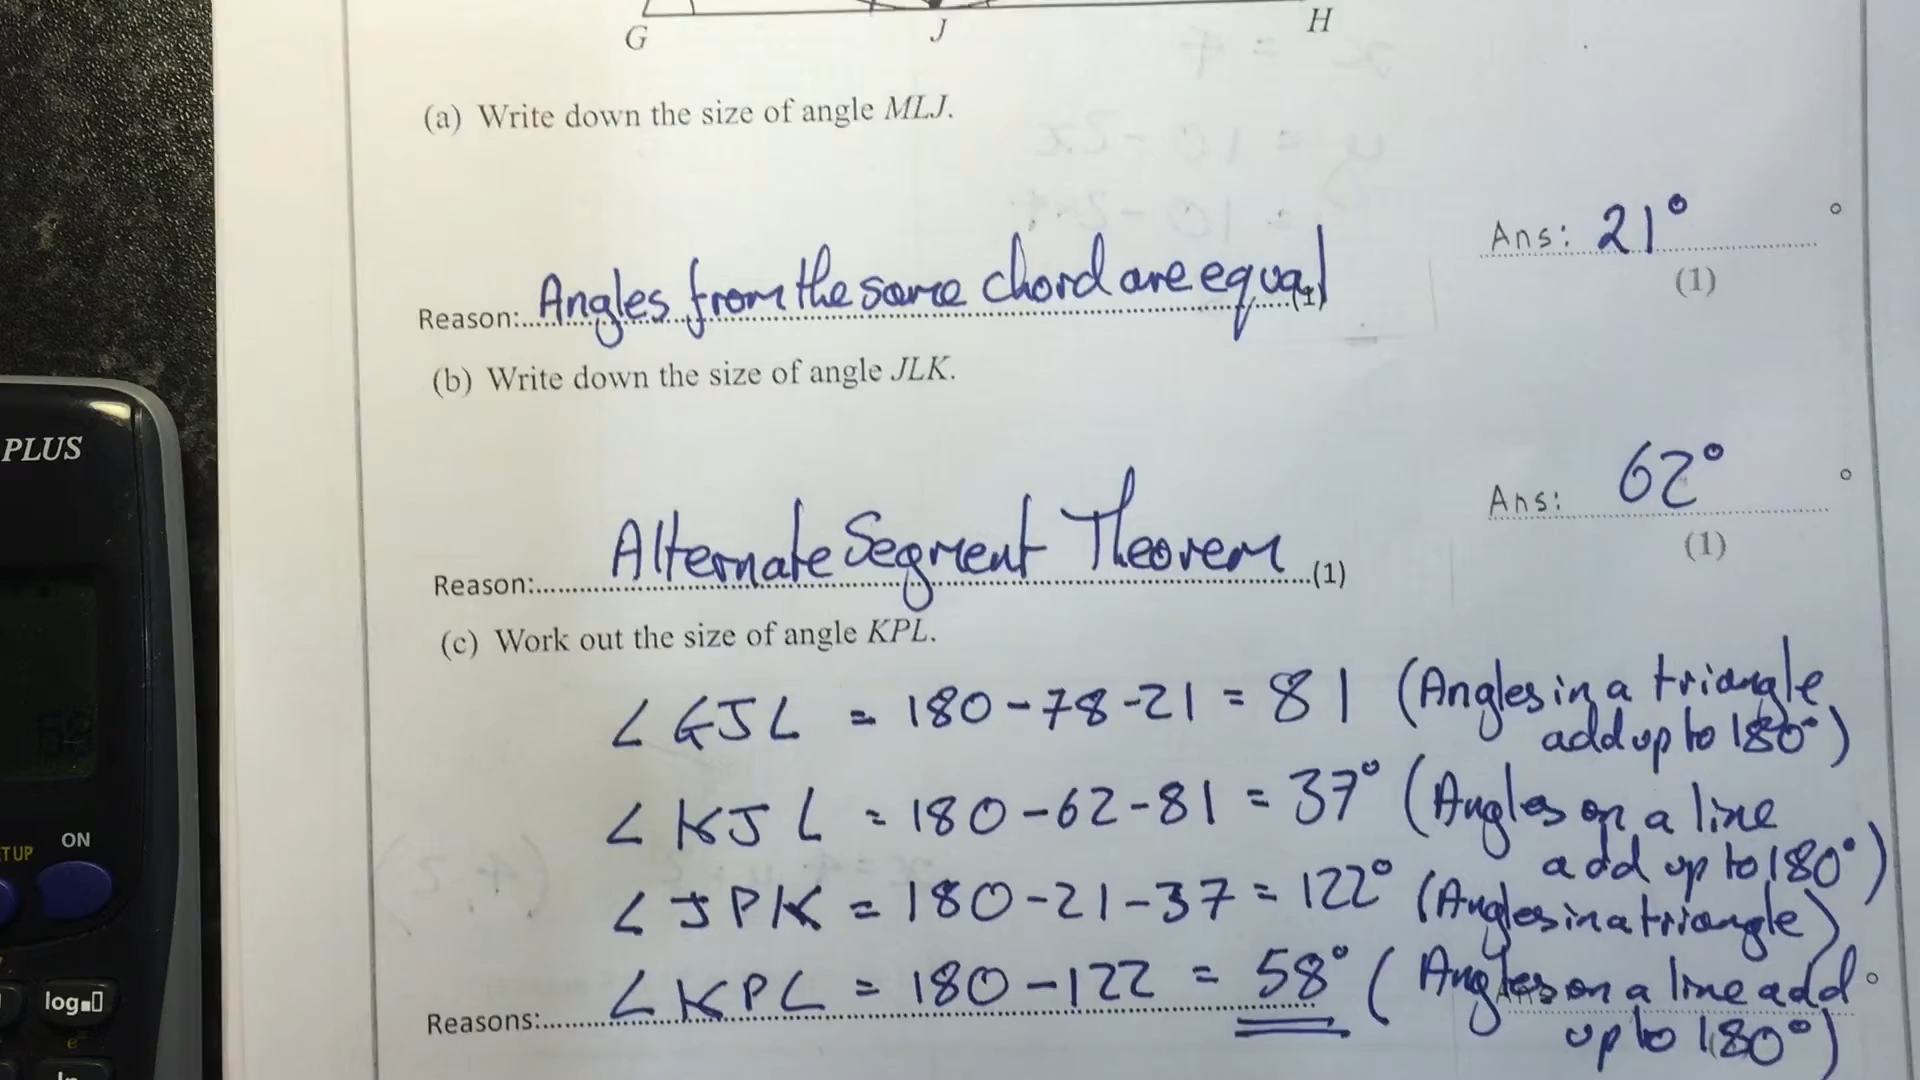 G J H
(a) Write down the size of angle MLJ.
Ans: 21° °
(1)
Reason: Angles from the same chord are equal (1)
(b) Write down the size of angle JLK.
Ans: 62° °
(1)
Reason: Alternate Segment Theorem (1)
(c) Work out the size of angle KPL.
∠GJL = 180-78-21 = 81 (Angles in a triangle
add up to 180°)
∠KJL = 180-62-81 = 37° (Angles on a line
add up to 180°)
∠JPK = 180-21-37 = 122° (Angles in a triangle)
Reasons: ∠KPL = 180-122 = 58° (Angles on a line add °
up to 180°)
PLUS
ON
log